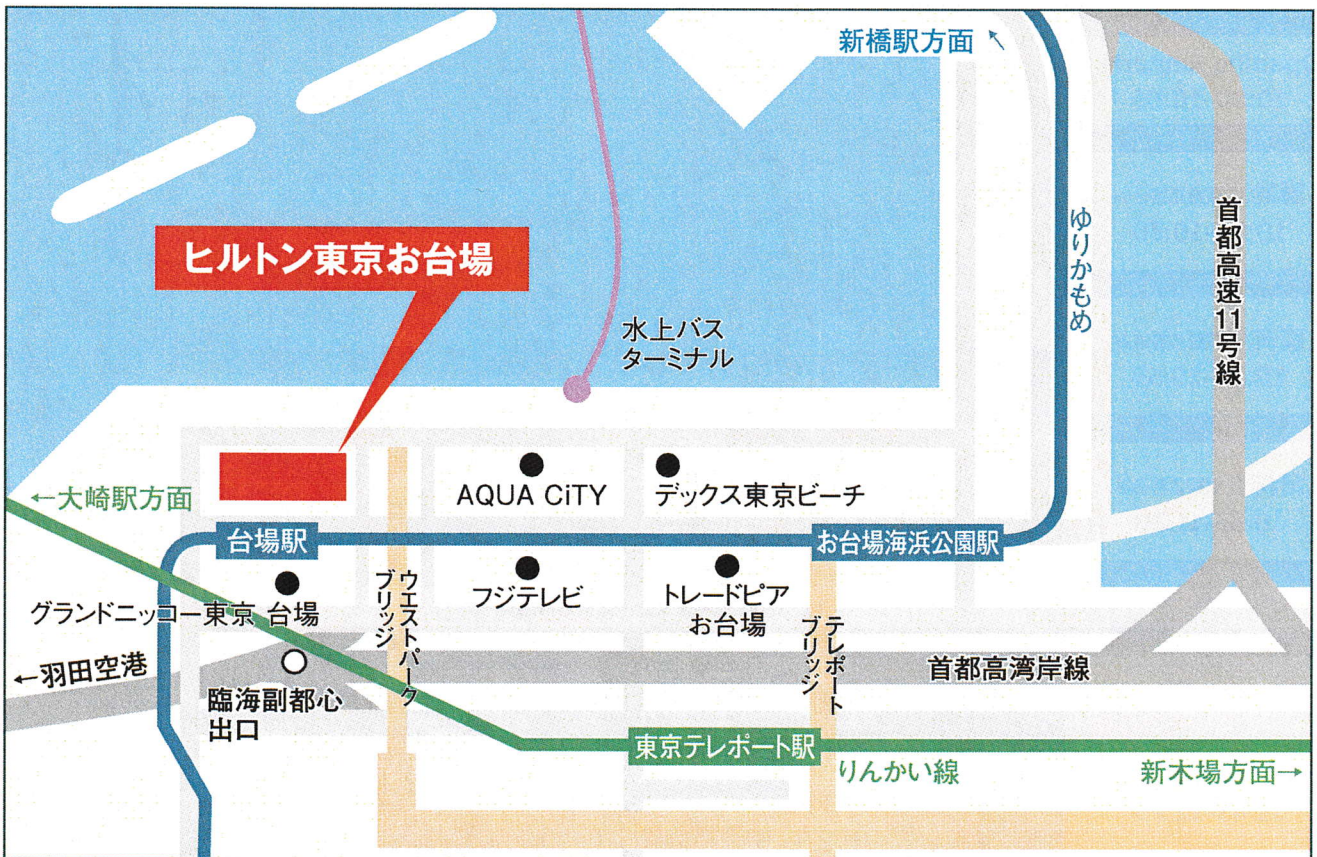 新橋駅方面 ↖
ゆりかもめ
首都高速11号線
ヒルトン東京お台場
水上バス
ターミナル
←大崎駅方面
AQUA CiTY
デックス東京ビーチ
台場駅
お台場海浜公園駅
グランドニッコー東京 台場
ウエストパーク
ブリッジ
フジテレビ
トレードピア
お台場
テレポート
ブリッジ
←羽田空港
臨海副都心
出口
首都高湾岸線
東京テレポート駅
りんかい線
新木場方面→